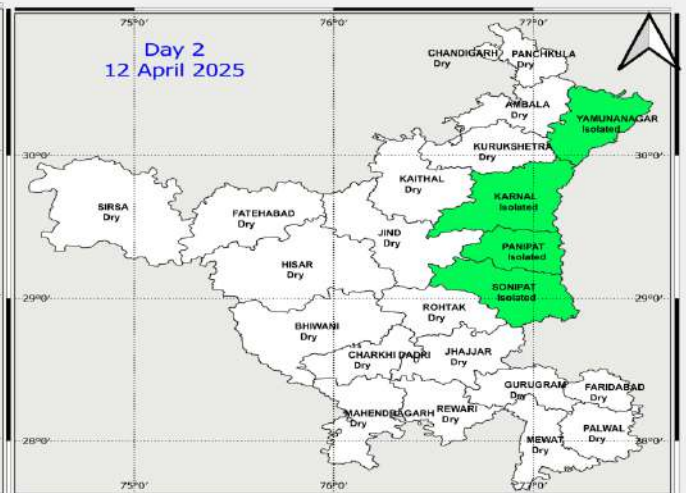 75°0'
76°0'
77°0'
Day 2
12 April 2025
CHANDIGARH
Dry
PANCHKULA
Dry
AMBALA
Dry
YAMUNANAGAR
Isolated
KURUKSHETRA
Dry
30°0'
30°0'
KAITHAL
Dry
KARNAL
Isolated
SIRSA
Dry
FATEHABAD
Dry
JIND
Dry
PANIPAT
Isolated
HISAR
Dry
SONIPAT
Isolated
29°0'
29°0'
ROHTAK
Dry
BHIWANI
Dry
CHARKHI DADRI
Dry
JHAJJAR
Dry
GURUGRAM
Dry
FARIDABAD
Dry
MAHENDRAGARH
Dry
REWARI
Dry
MEWAT
Dry
PALWAL
Dry
28°0'
28°0'
75°0'
76°0'
77°0'